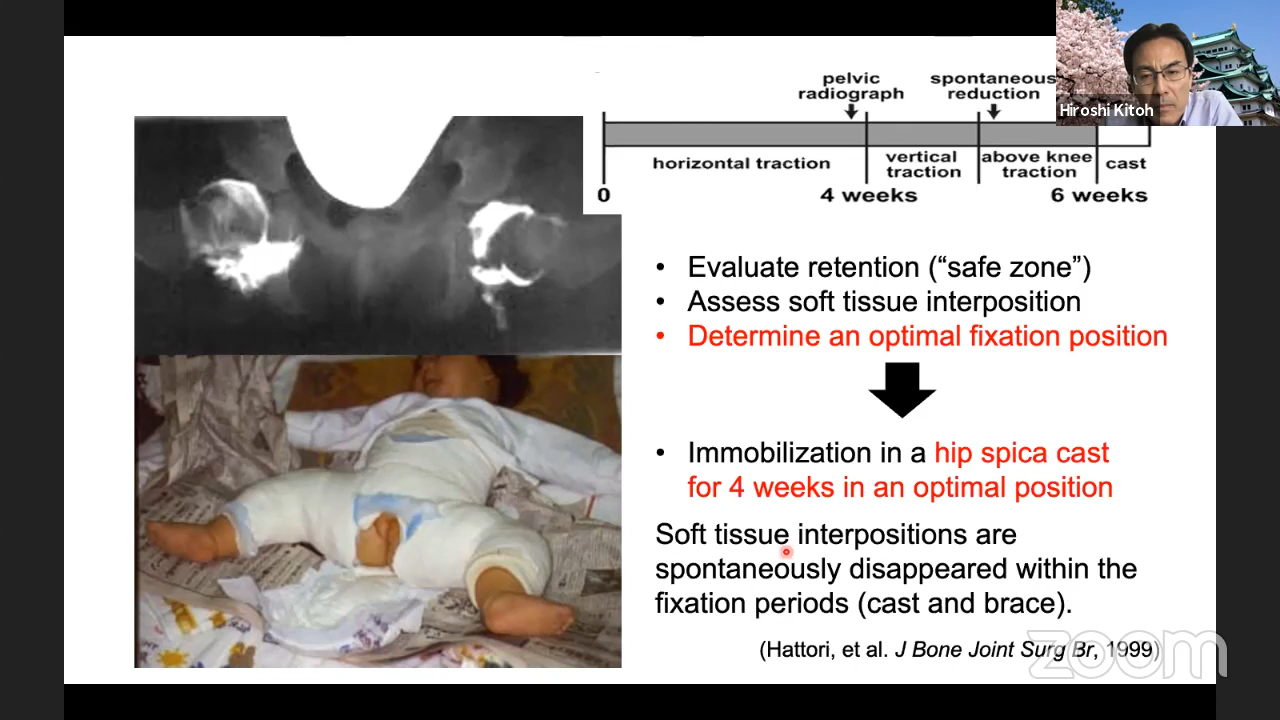 pelvic
radiograph
spontaneous
reduction
Hiroshi Kitoh
horizontal traction
vertical
traction
above knee
traction
cast
0
4 weeks
6 weeks
• Evaluate retention (“safe zone”)
• Assess soft tissue interposition
• Determine an optimal fixation position
• Immobilization in a hip spica cast
for 4 weeks in an optimal position
Soft tissue interpositions are
spontaneously disappeared within the
fixation periods (cast and brace).
(Hattori, et al. J Bone Joint Surg Br, 1999)
zoom